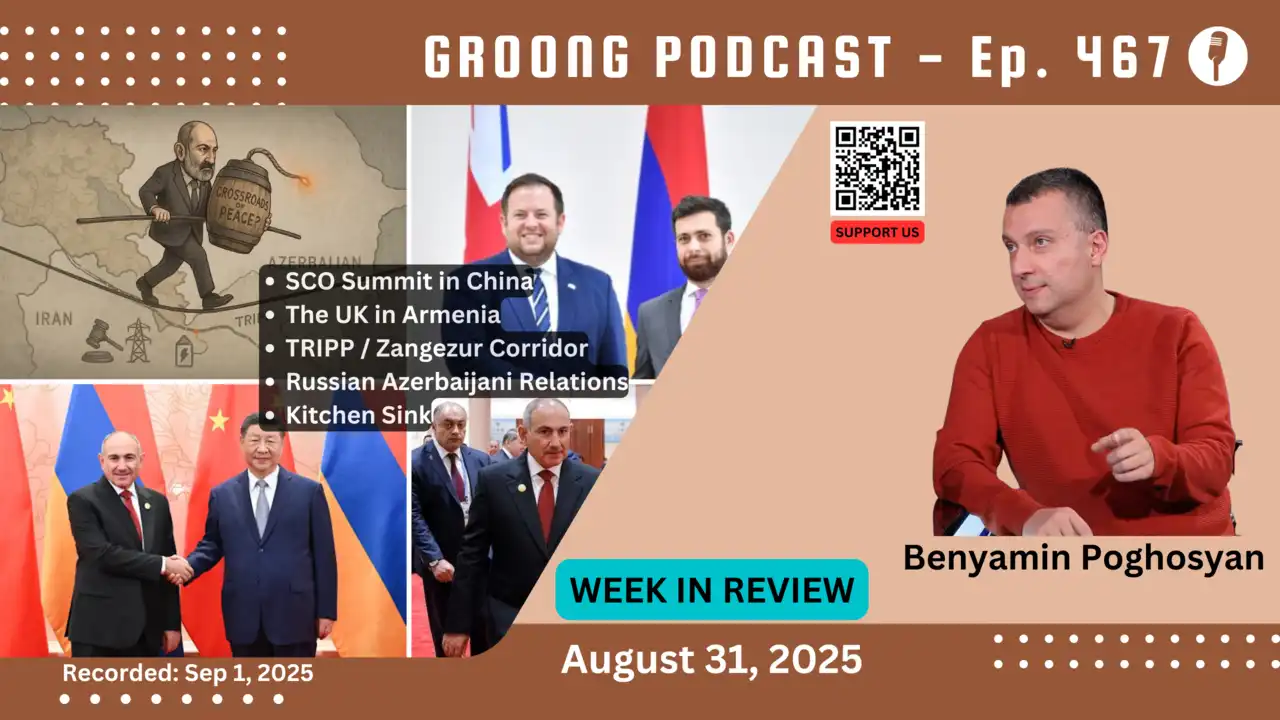 GROONG PODCAST – Ep. 467
CROSSROADS
OF
PEACE?
AZERBAIJAN
IRAN
• SCO Summit in China
• The UK in Armenia
• TRIPP / Zangezur Corridor
• Russian Azerbaijani Relations
• Kitchen Sink
SUPPORT US
Benyamin Poghosyan
WEEK IN REVIEW
August 31, 2025
Recorded: Sep 1, 2025